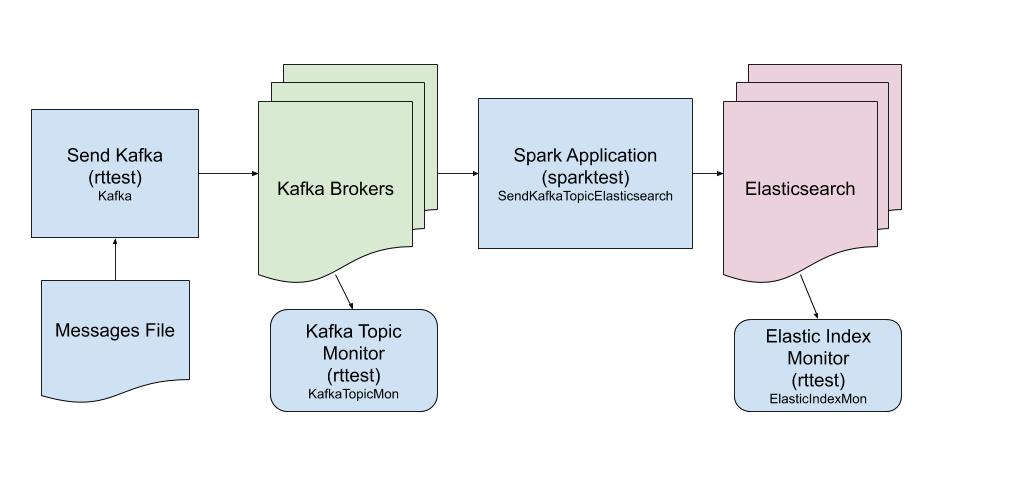 Send Kafka
(rttest)
Kafka
Kafka Brokers
Spark Application
(sparktest)
SendKafkaTopicElasticsearch
Elasticsearch
Messages File
Kafka Topic
Monitor
(rttest)
KafkaTopicMon
Elastic Index
Monitor
(rttest)
ElasticIndexMon